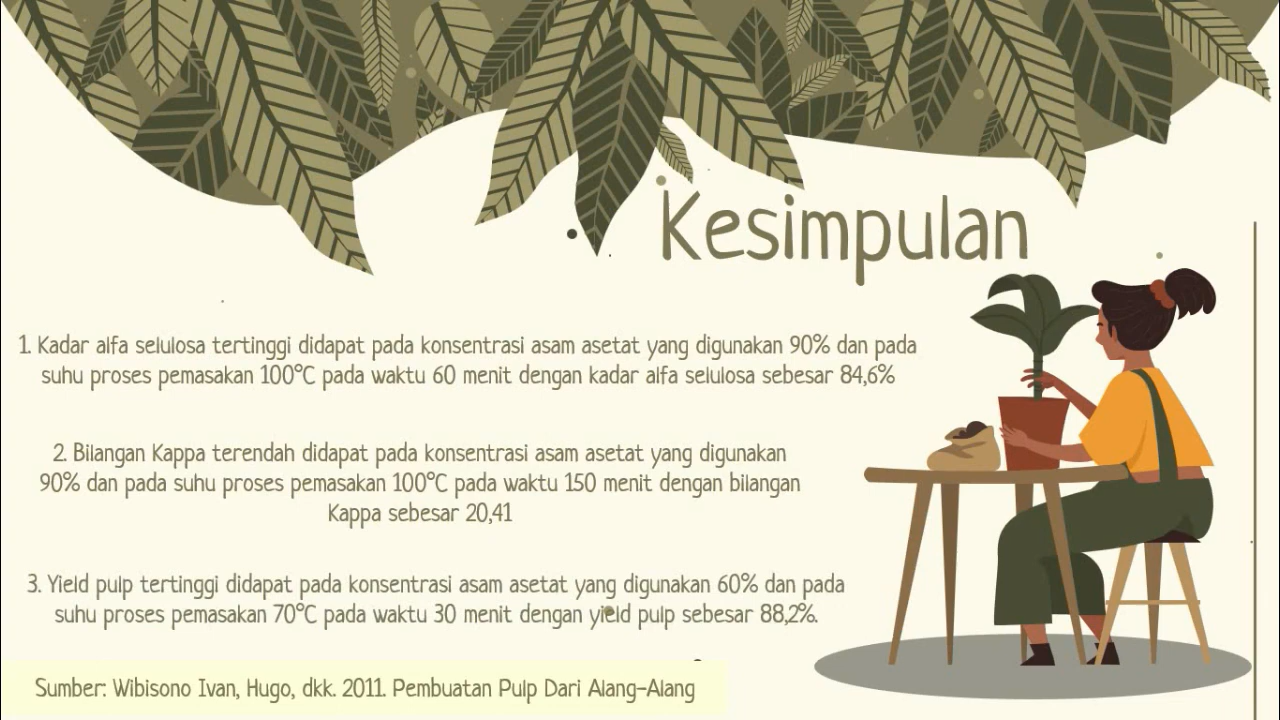 Kesimpulan
1. Kadar alfa selulosa tertinggi didapat pada konsentrasi asam asetat yang digunakan 90% dan pada
suhu proses pemasakan 100°C pada waktu 60 menit dengan kadar alfa selulosa sebesar 84,6%
2. Bilangan Kappa terendah didapat pada konsentrasi asam asetat yang digunakan
90% dan pada suhu proses pemasakan 100°C pada waktu 150 menit dengan bilangan
Kappa sebesar 20,41
3. Yield pulp tertinggi didapat pada konsentrasi asam asetat yang digunakan 60% dan pada
suhu proses pemasakan 70°C pada waktu 30 menit dengan yield pulp sebesar 88,2%.
Sumber: Wibisono Ivan, Hugo, dkk. 2011. Pembuatan Pulp Dari Alang-Alang